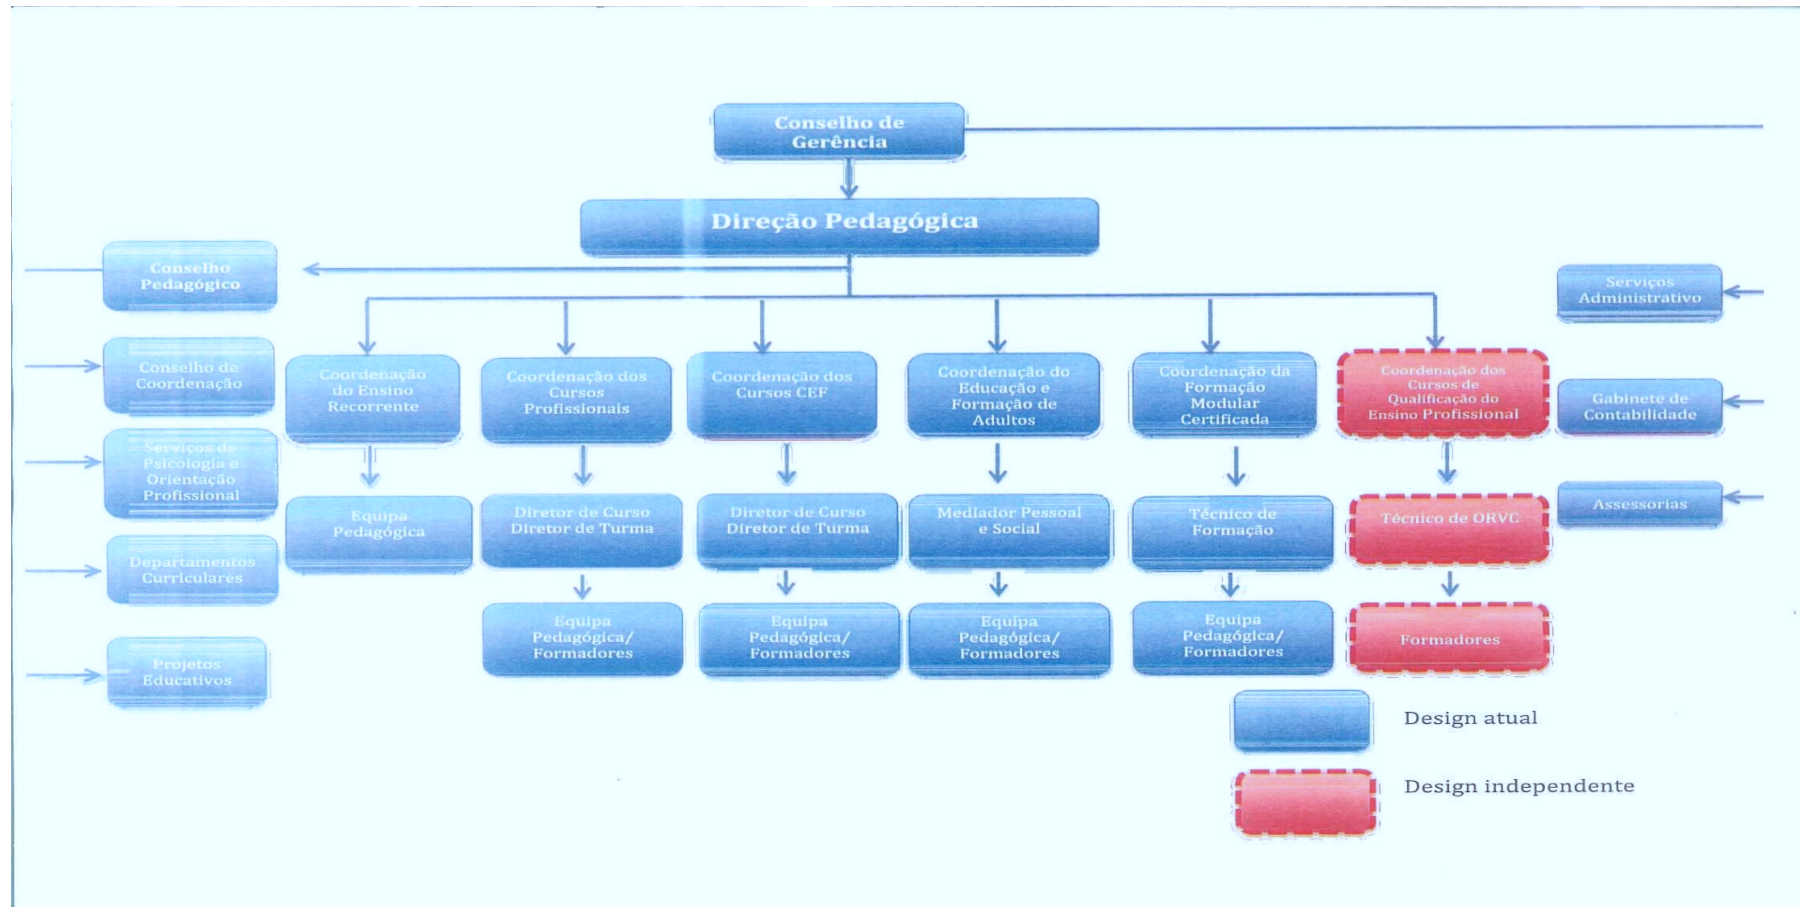 Conselho de
Gerência
Direção Pedagógica
Conselho
Pedagógico
Conselho de
Coordenação
Serviços de
Psicologia e
Orientação
Profissional
Departamentos
Curriculares
Projetos
Educativos
Coordenação
do Ensino
Recorrente
Equipa
Pedagógica
Coordenação dos
Cursos
Profissionais
Diretor de Curso
Diretor de Turma
Equipa
Pedagógica/
Formadores
Coordenação dos
Cursos CEF
Diretor de Curso
Diretor de Turma
Equipa
Pedagógica/
Formadores
Coordenação do
Educação e
Formação de
Adultos
Mediador Pessoal
e Social
Equipa
Pedagógica/
Formadores
Coordenação da
Formação
Modular
Certificada
Técnico de
Formação
Equipa
Pedagógica/
Formadores
Coordenação dos
Cursos de
Qualificação do
Ensino Profissional
Técnico de ORVC
Formadores
Serviços
Administrativo
Gabinete de
Contabilidade
Assessorias
Design atual
Design independente